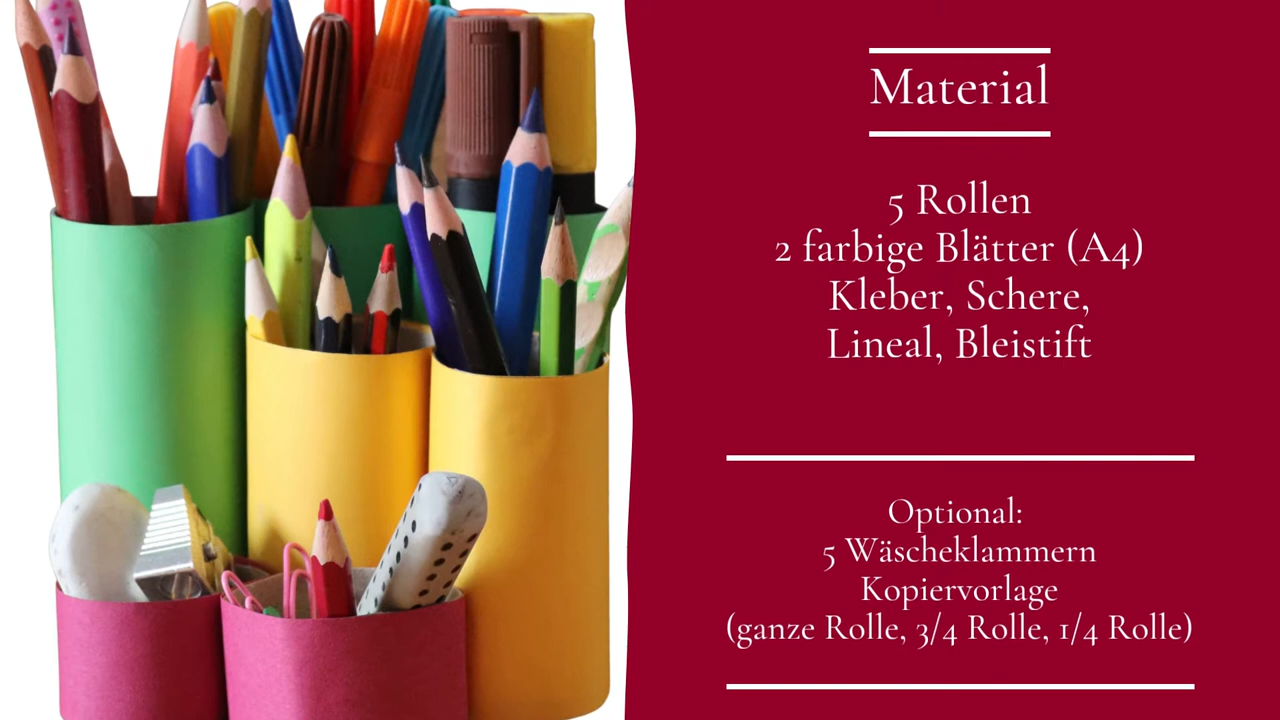 Material
5 Rollen
2 farbige Blätter (A4)
Kleber, Schere,
Lineal, Bleistift
Optional:
5 Wäscheklammern
Kopiervorlage
(ganze Rolle, 3/4 Rolle, 1/4 Rolle)